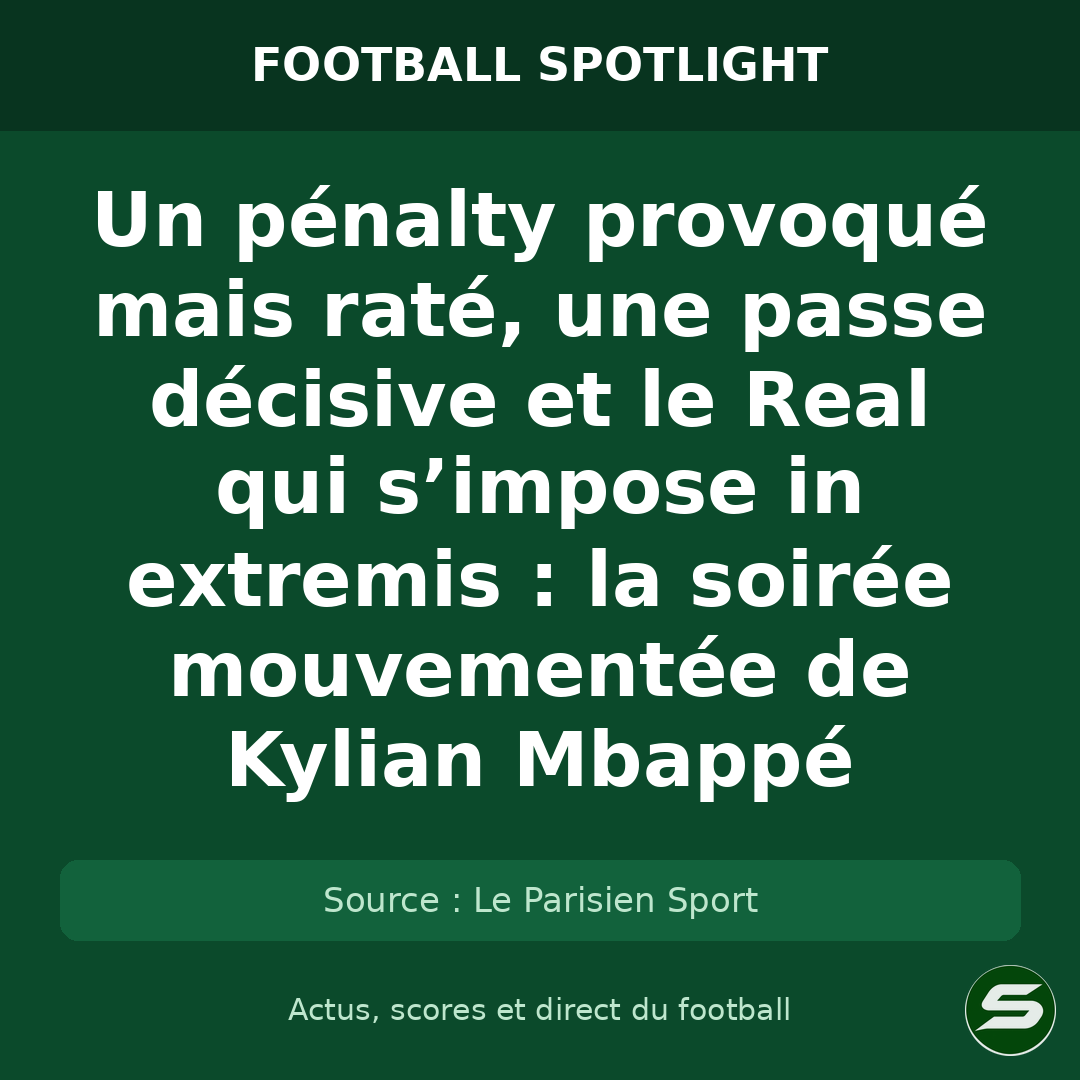 FOOTBALL SPOTLIGHT
Un pénalty provoqué
mais raté, une passe
décisive et le Real
qui s’impose in
extremis : la soirée
mouvementée de
Kylian Mbappé
Source : Le Parisien Sport
Actus, scores et direct du football
S